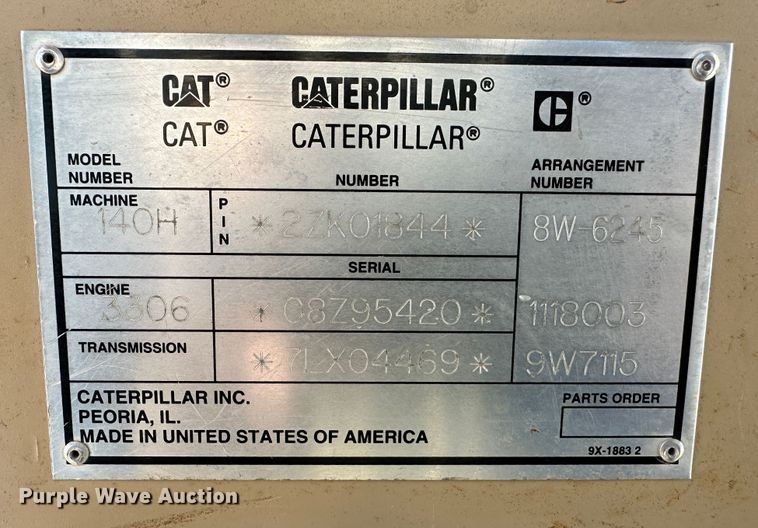 CAT® CATERPILLAR®
CAT® CATERPILLAR® ®
MODEL NUMBER NUMBER ARRANGEMENT NUMBER
MACHINE 140H PIN *2ZK01844* 8W-6245
SERIAL
ENGINE 3306 *08Z95420* 1118003
TRANSMISSION *7LX04469* 9W7115
CATERPILLAR INC. PARTS ORDER
PEORIA, IL.
MADE IN UNITED STATES OF AMERICA
9X-1883 2
Purple Wave Auction